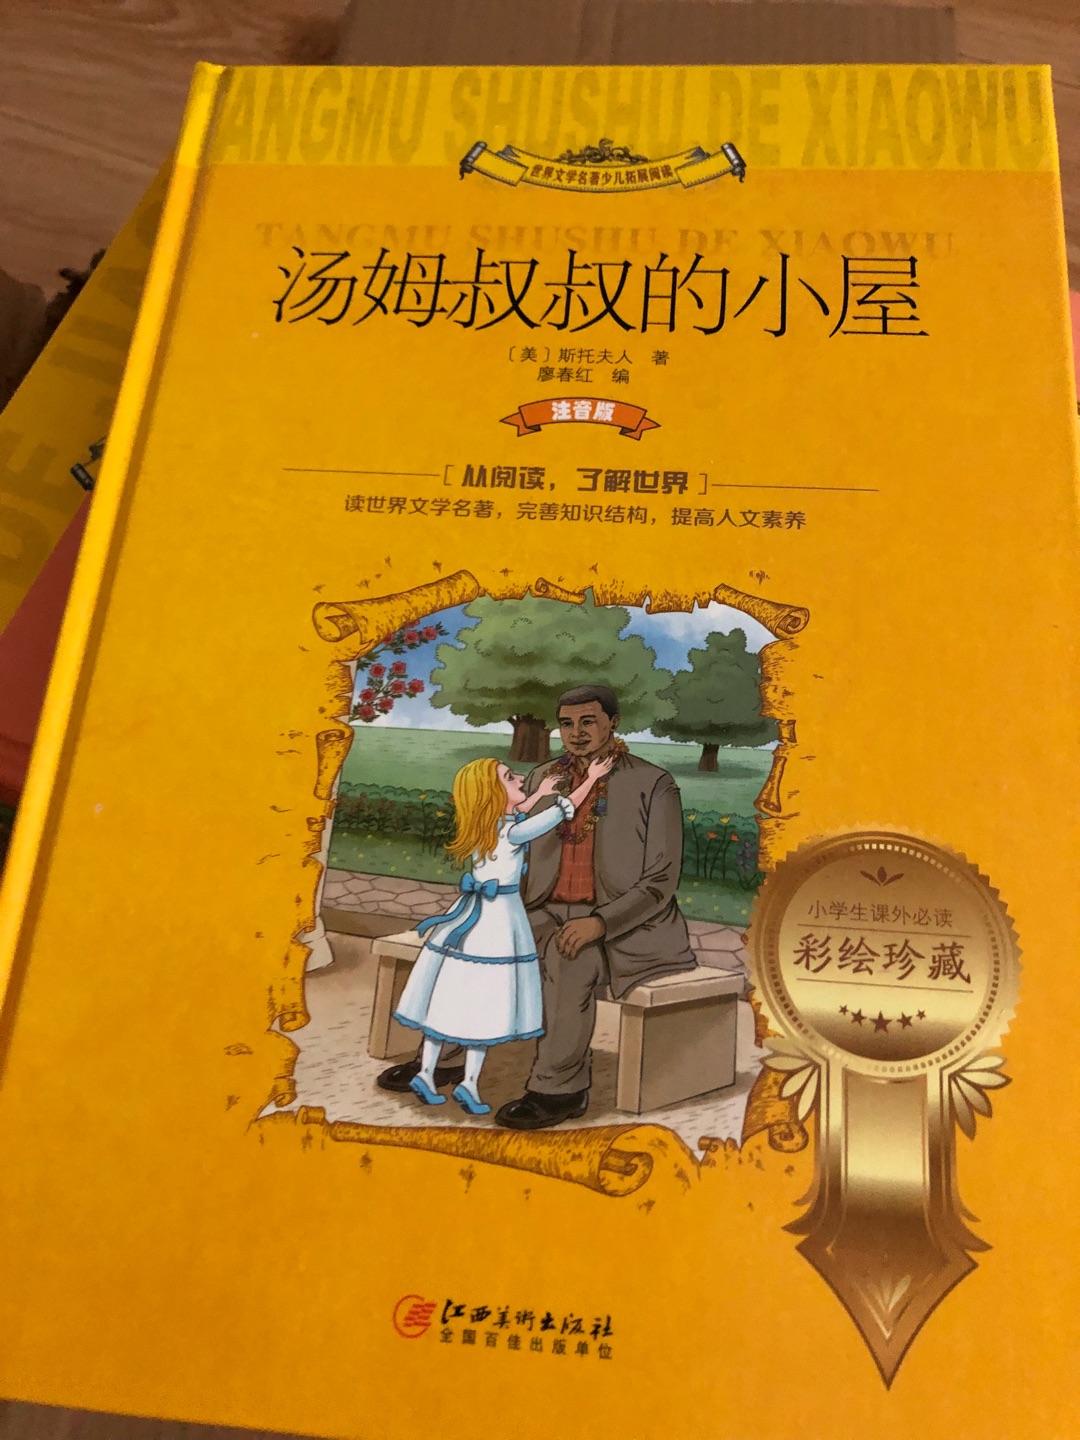 TANGMU SHUSHU DE XIAOWU
世界文学名著少儿拓展阅读
TANGMU SHUSHU DE XIAOWU
汤姆叔叔的小屋
〔美〕斯托夫人 著
廖春红 编
注音版
[ 从阅读，了解世界 ]
读世界文学名著，完善知识结构，提高人文素养
小学生课外必读
彩绘珍藏
江西美术出版社
全国百佳出版单位